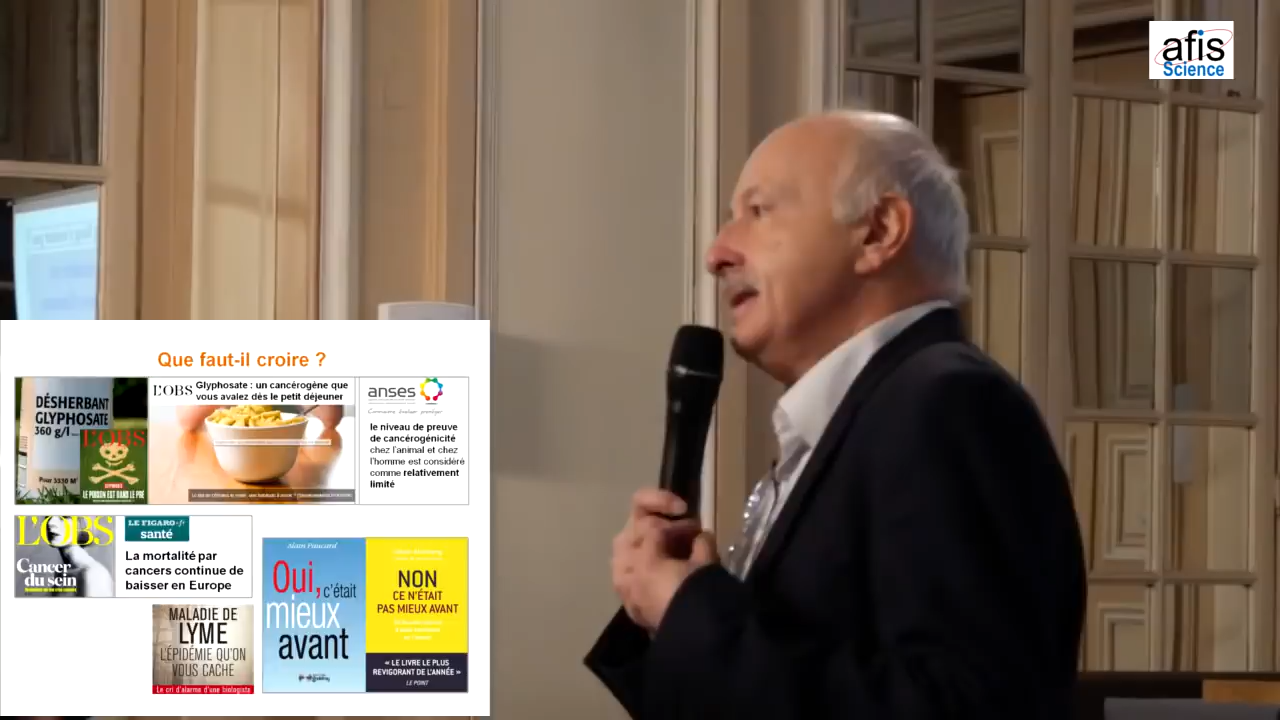 afis
Science
Que faut-il croire ?
DÉSHERBANT
GLYPHOSATE
360 g/l
L'OBS
GLYPHOSATE
LE POISON EST DANS LE PRÉ
L'OBS
Glyphosate : un cancérogène que
vous avalez dès le petit déjeuner
anses
le niveau de preuve
de cancérogénicité
chez l'animal et chez
l'homme est considéré
comme relativement
limité
L'OBS
Cancer
du sein
LE FIGARO·fr
santé
La mortalité par
cancers continue de
baisser en Europe
MALADIE DE
LYME
L'ÉPIDÉMIE QU'ON
VOUS CACHE
Le cri d'alarme d'une biologiste
Alain Paucard
Oui, c'était
mieux
avant
NON
CE N'ÉTAIT
PAS MIEUX AVANT
« LE LIVRE LE PLUS
REVIGORANT DE L'ANNÉE »
LE POINT